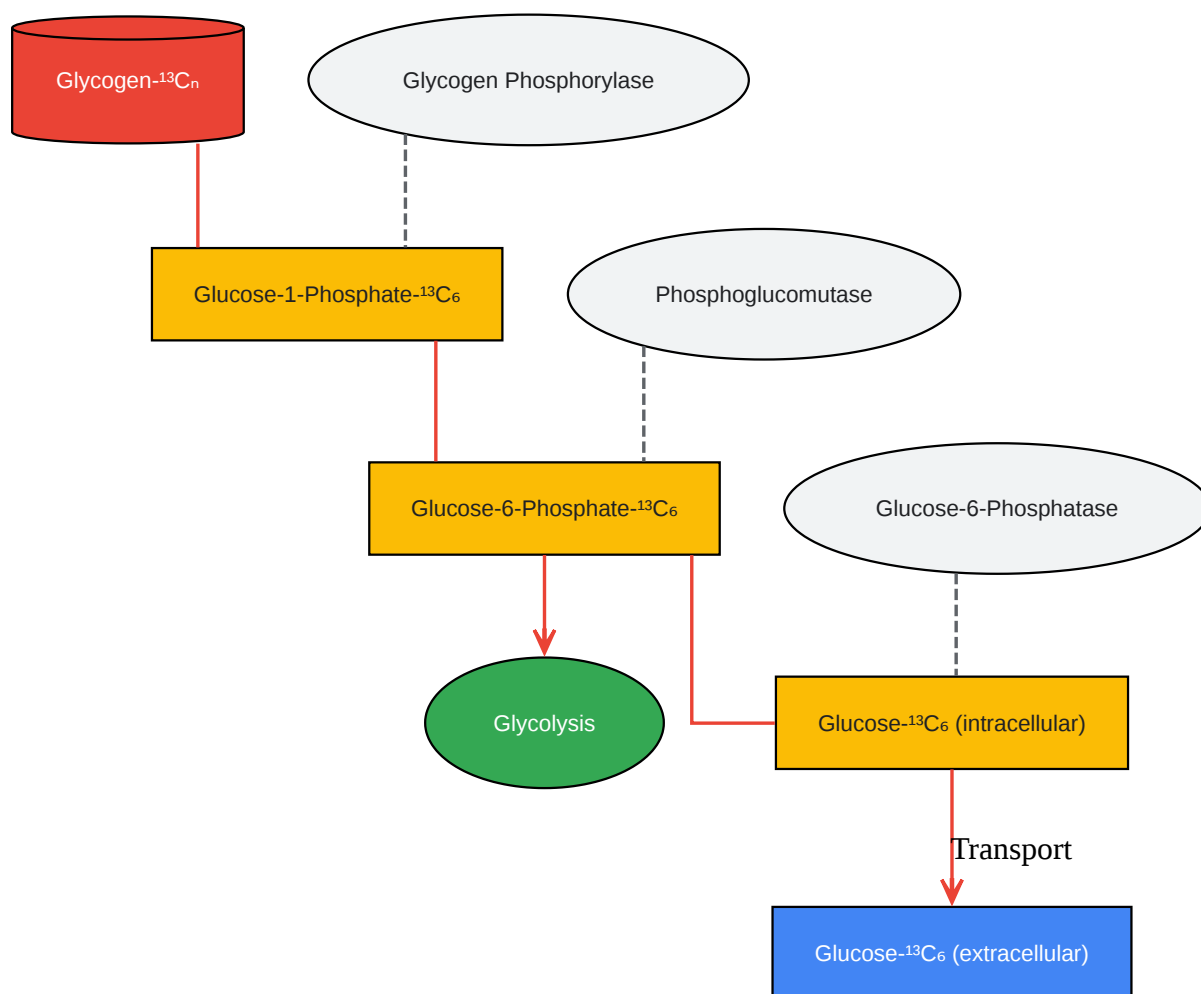 Glycogen-¹³Cₙ
Glycogen Phosphorylase
Glucose-1-Phosphate-¹³C₆
Phosphoglucomutase
Glucose-6-Phosphate-¹³C₆
Glucose-6-Phosphatase
Glycolysis
Glucose-¹³C₆ (intracellular)
Transport
Glucose-¹³C₆ (extracellular)